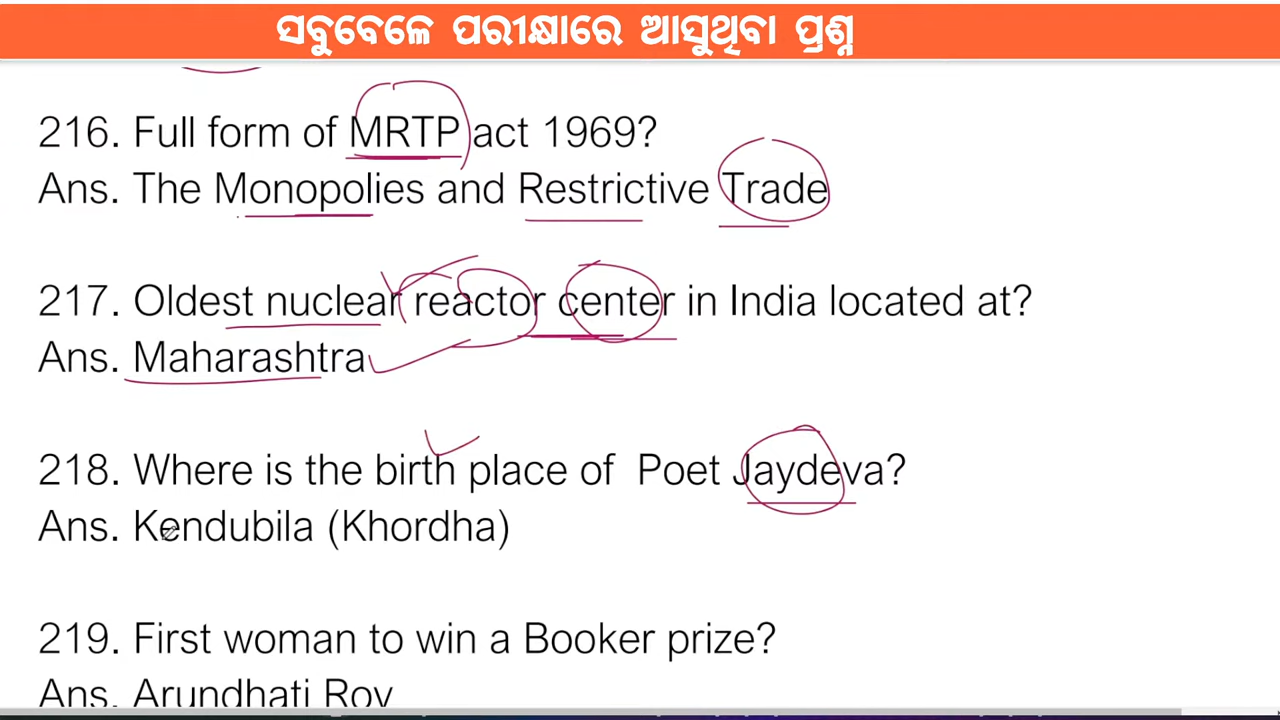 ସବୁବେଳେ ପରୀକ୍ଷାରେ ଆସୁଥିବା ପ୍ରଶ୍ନ
216. Full form of MRTP act 1969?
Ans. The Monopolies and Restrictive Trade
217. Oldest nuclear reactor center in India located at?
Ans. Maharashtra
218. Where is the birth place of Poet Jaydeva?
Ans. Kendubila (Khordha)
219. First woman to win a Booker prize?
Ans. Arundhati Roy